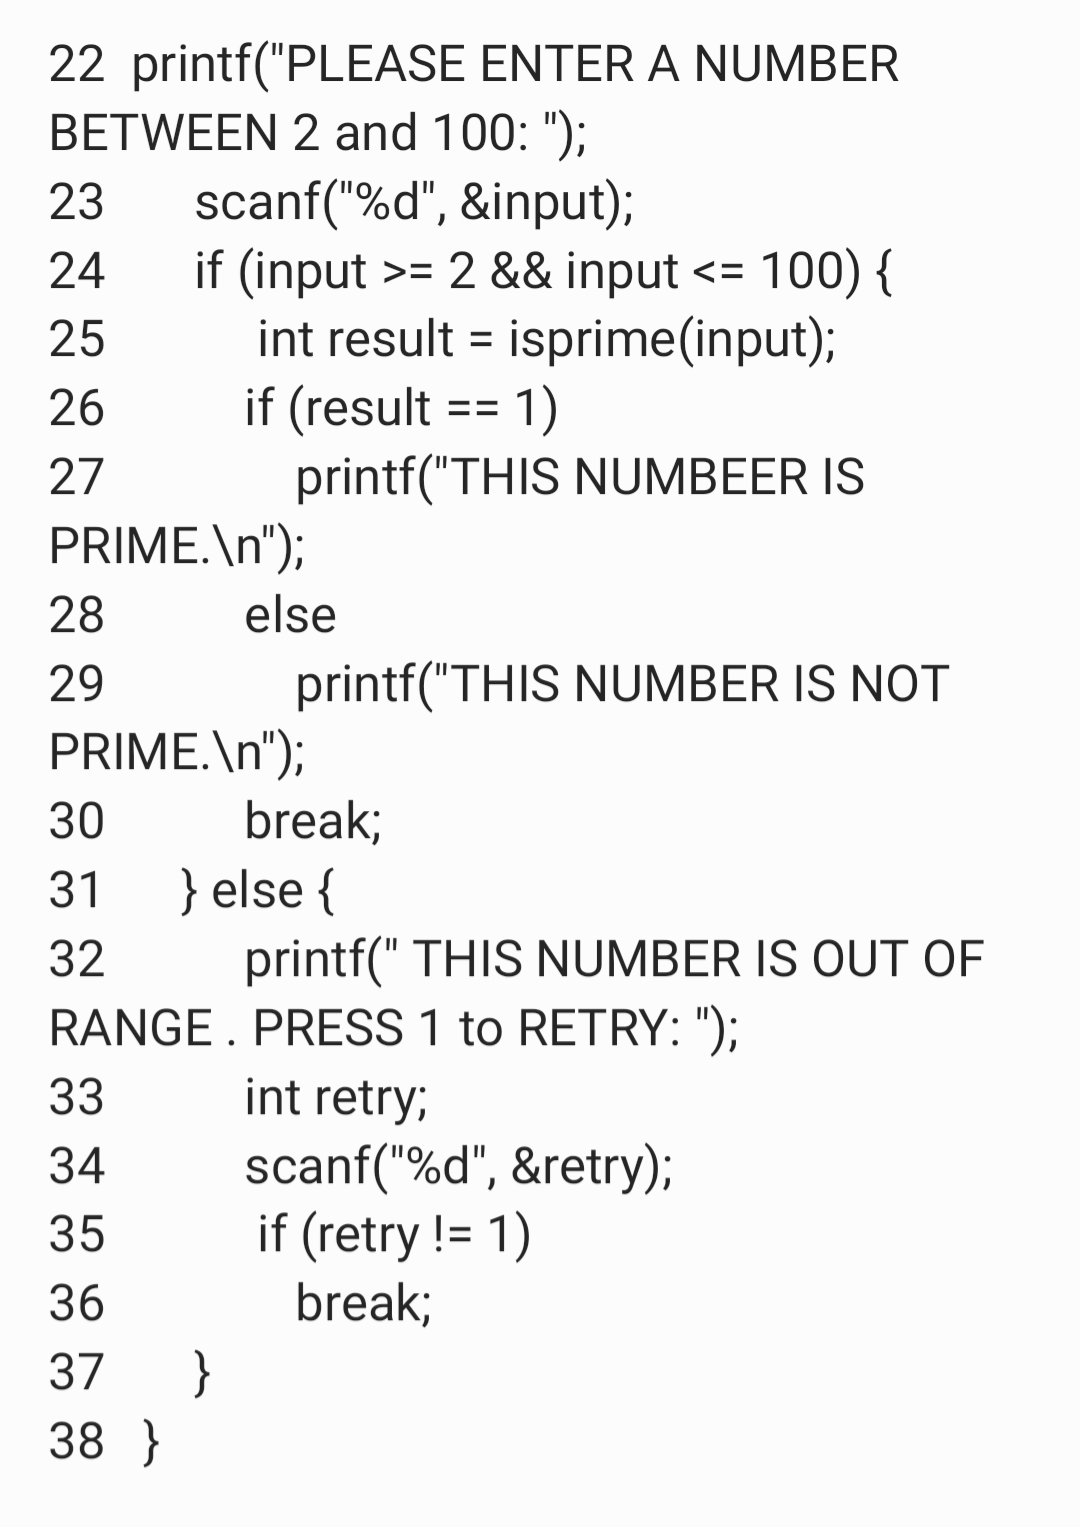 22 printf("PLEASE ENTER A NUMBER
BETWEEN 2 and 100: ");
23 scanf("%d", &input);
24 if (input >= 2 && input <= 100) {
25 int result = isprime(input);
26 if (result == 1)
27 printf("THIS NUMBEER IS
PRIME.\n");
28 else
29 printf("THIS NUMBER IS NOT
PRIME.\n");
30 break;
31 } else {
32 printf(" THIS NUMBER IS OUT OF
RANGE . PRESS 1 to RETRY: ");
33 int retry;
34 scanf("%d", &retry);
35 if (retry != 1)
36 break;
37 }
38 }